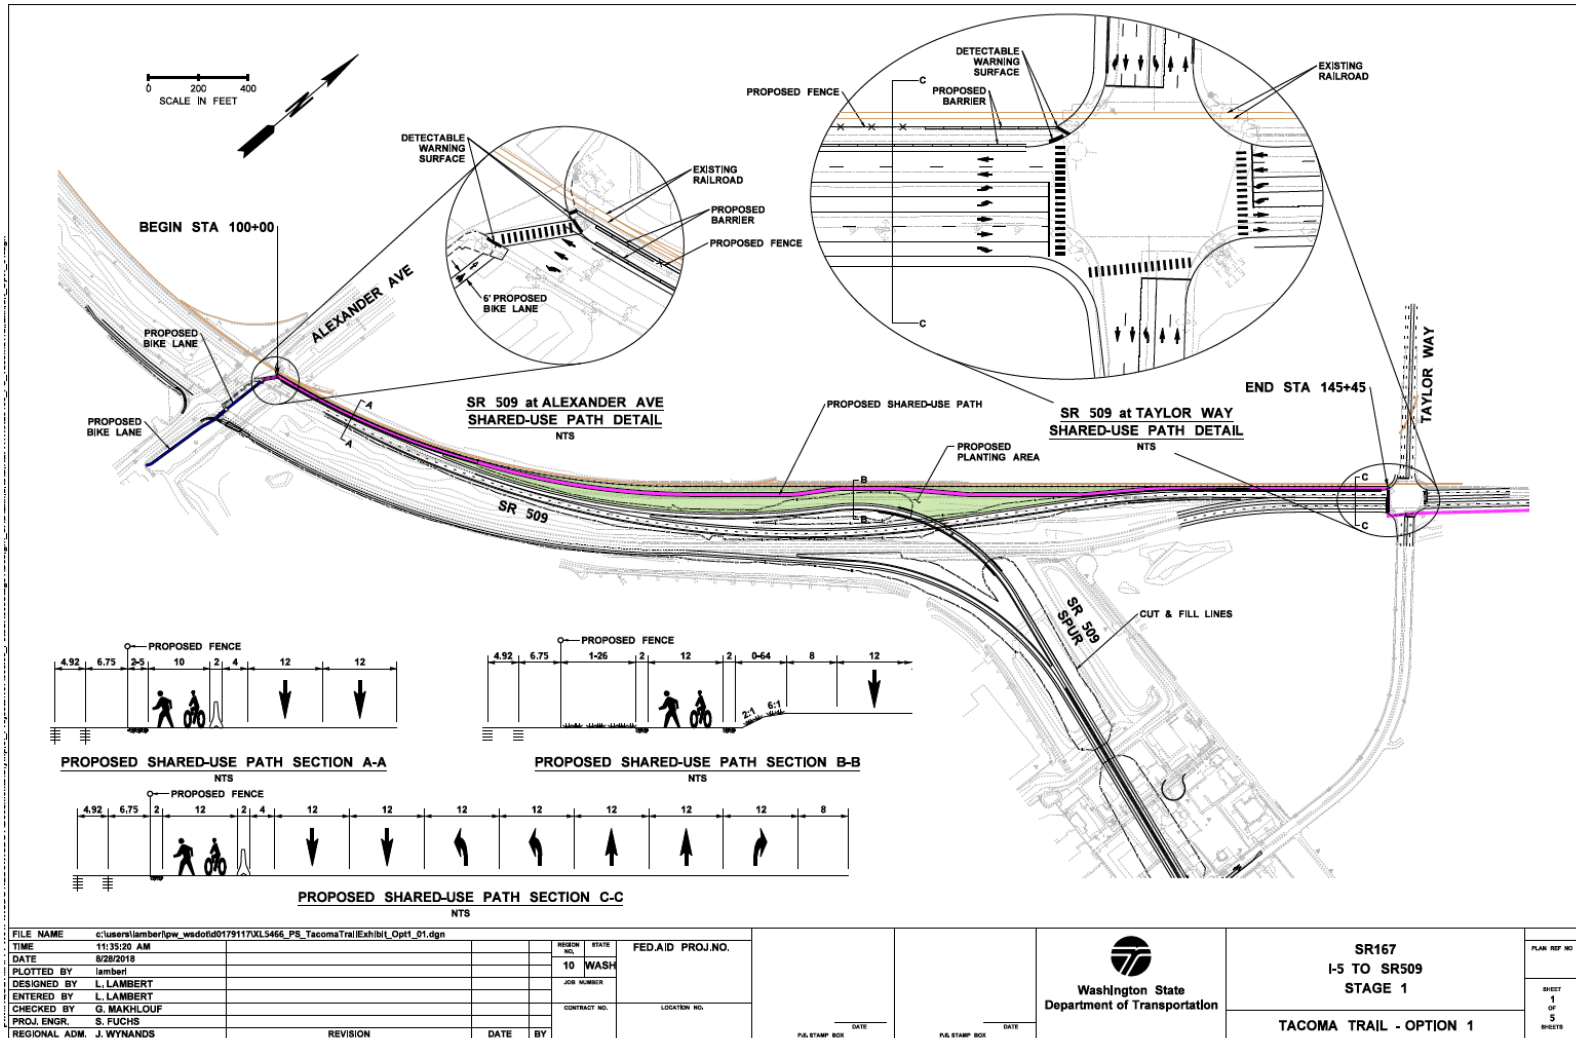 0 200 400
SCALE IN FEET
N
BEGIN STA 100+00
ALEXANDER AVE
PROPOSED
BIKE LANE
PROPOSED
BIKE LANE
DETECTABLE
WARNING
SURFACE
EXISTING
RAILROAD
PROPOSED
BARRIER
PROPOSED FENCE
6' PROPOSED
BIKE LANE
SR 509 at ALEXANDER AVE
SHARED-USE PATH DETAIL
NTS
DETECTABLE
WARNING
SURFACE
PROPOSED FENCE
PROPOSED
BARRIER
EXISTING
RAILROAD
C
C
SR 509 at TAYLOR WAY
SHARED-USE PATH DETAIL
NTS
END STA 145+45
TAYLOR WAY
PROPOSED SHARED-USE PATH
PROPOSED
PLANTING AREA
A
A
B
B
C
C
SR 509
SR 509
SPUR
CUT & FILL LINES
PROPOSED FENCE
4.92 6.75 2-5 10 2 4 12 12
PROPOSED SHARED-USE PATH SECTION A-A
NTS
PROPOSED FENCE
4.92 6.75 1-26 2 12 2 0-64 8 12
2:1 6:1
PROPOSED SHARED-USE PATH SECTION B-B
NTS
PROPOSED FENCE
4.92 6.75 2 12 2 4 12 12 12 12 12 12 12 8
PROPOSED SHARED-USE PATH SECTION C-C
NTS
FILE NAME c:\users\lamberl\pw_wsdot\d0179117\XL5466_PS_TacomaTrailExhibit_Opt1_01.dgn
TIME 11:35:20 AM
DATE 8/28/2018
PLOTTED BY lamberl
DESIGNED BY L. LAMBERT
ENTERED BY L. LAMBERT
CHECKED BY G. MAKHLOUF
PROJ. ENGR. S. FUCHS
REGIONAL ADM. J. WYNANDS
REVISION DATE BY
REGION NO. STATE
10 WASH
JOB NUMBER
CONTRACT NO.
FED.AID PROJ.NO.
LOCATION NO.
DATE
P.E. STAMP BOX
DATE
P.E. STAMP BOX
Washington State
Department of Transportation
SR167
I-5 TO SR509
STAGE 1
TACOMA TRAIL - OPTION 1
PLAN REF NO
SHEET
1
OF
5
SHEETS